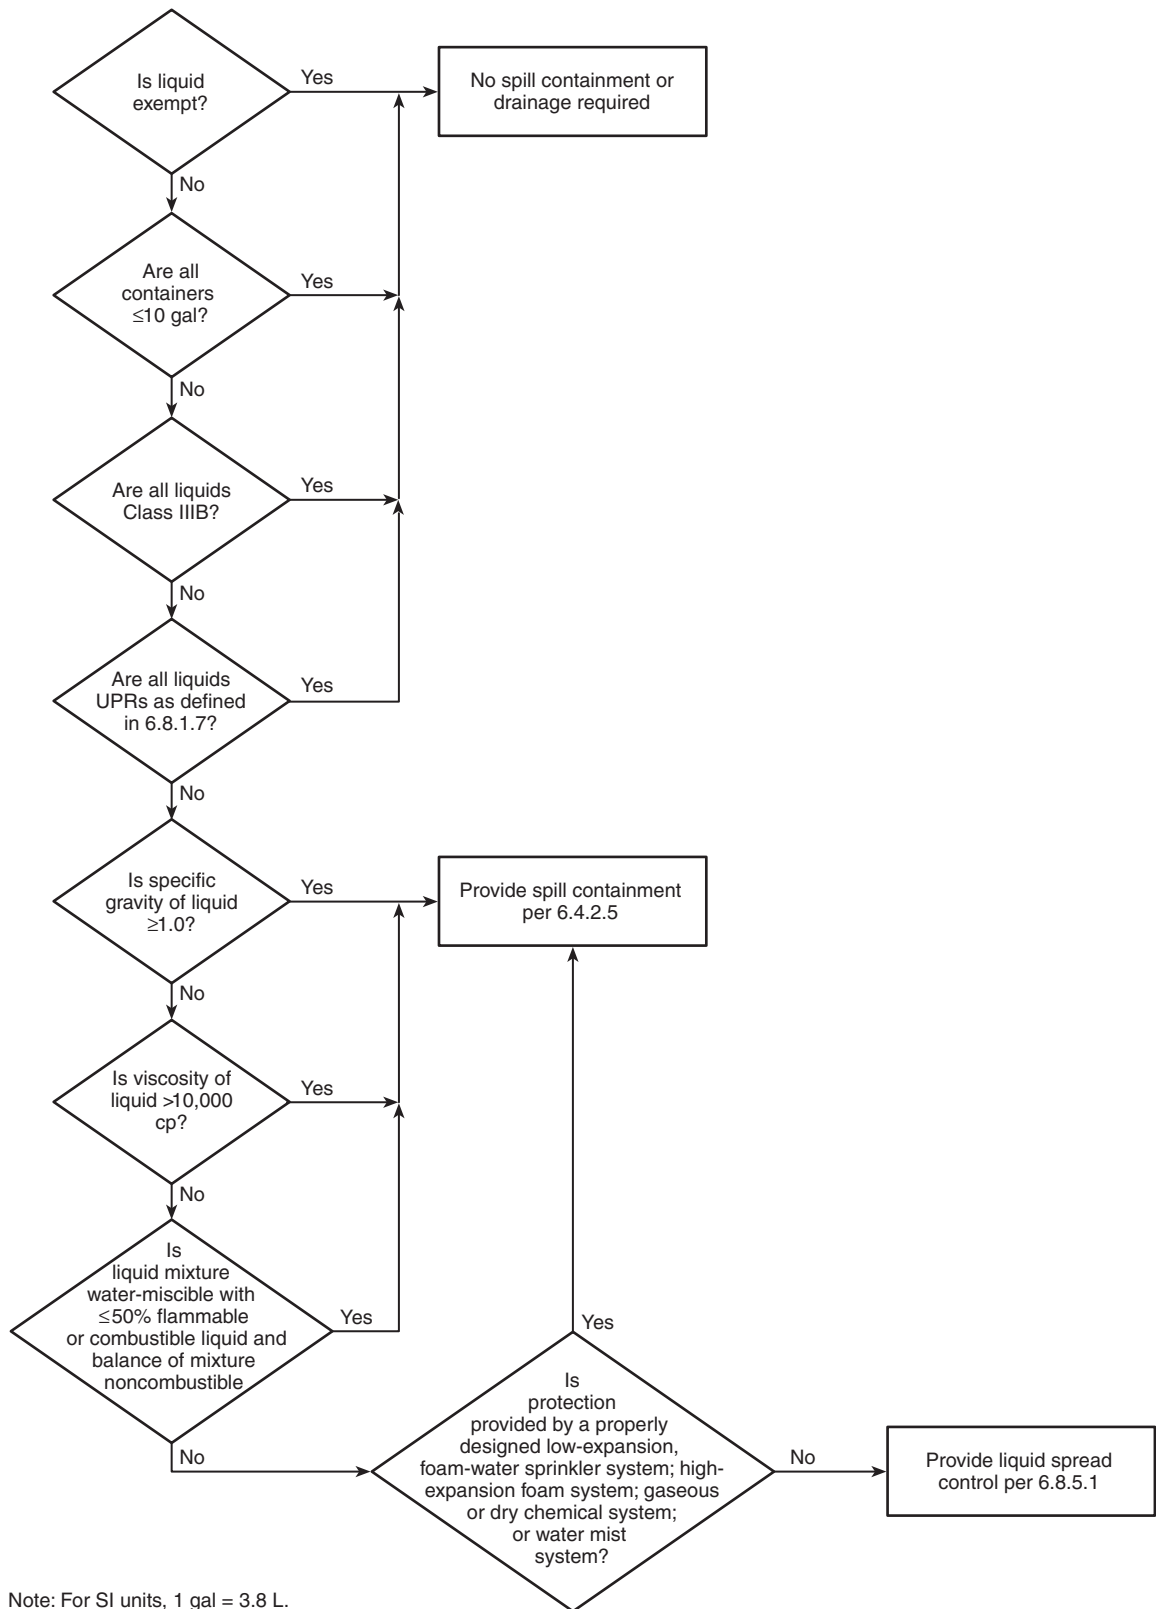 Is liquid
exempt?
Yes
No spill containment or
drainage required
No
Are all
containers
≤10 gal?
Yes
No
Are all liquids
Class IIIB?
Yes
No
Are all liquids
UPRs as defined
in 6.8.1.7?
Yes
No
Is specific
gravity of liquid
≥1.0?
Yes
Provide spill containment
per 6.4.2.5
No
Is viscosity of
liquid >10,000
cp?
Yes
No
Is
liquid mixture
water-miscible with
≤50% flammable
or combustible liquid and
balance of mixture
noncombustible
Yes
No
Yes
Is
protection
provided by a properly
designed low-expansion,
foam-water sprinkler system; high-
expansion foam system; gaseous
or dry chemical system;
or water mist
system?
No
Provide liquid spread
control per 6.8.5.1
Note: For SI units, 1 gal = 3.8 L.